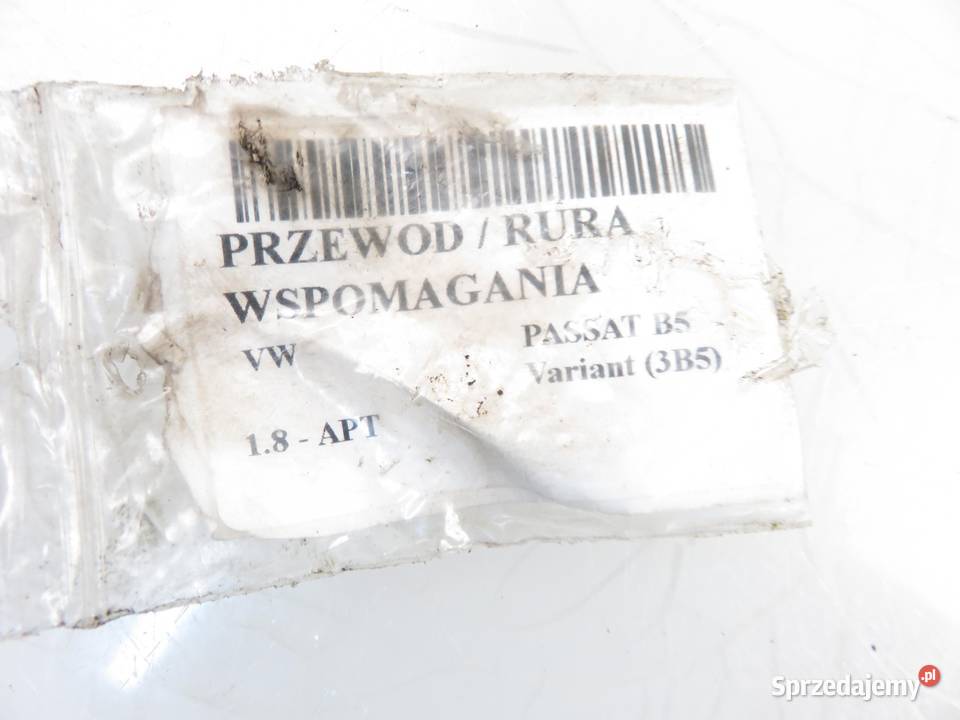 PRZEWOD / RURA
WSPOMAGANIA
VW
PASSAT B5
Variant (3B5)
1.8 - APT
Sprzedajemy.pl